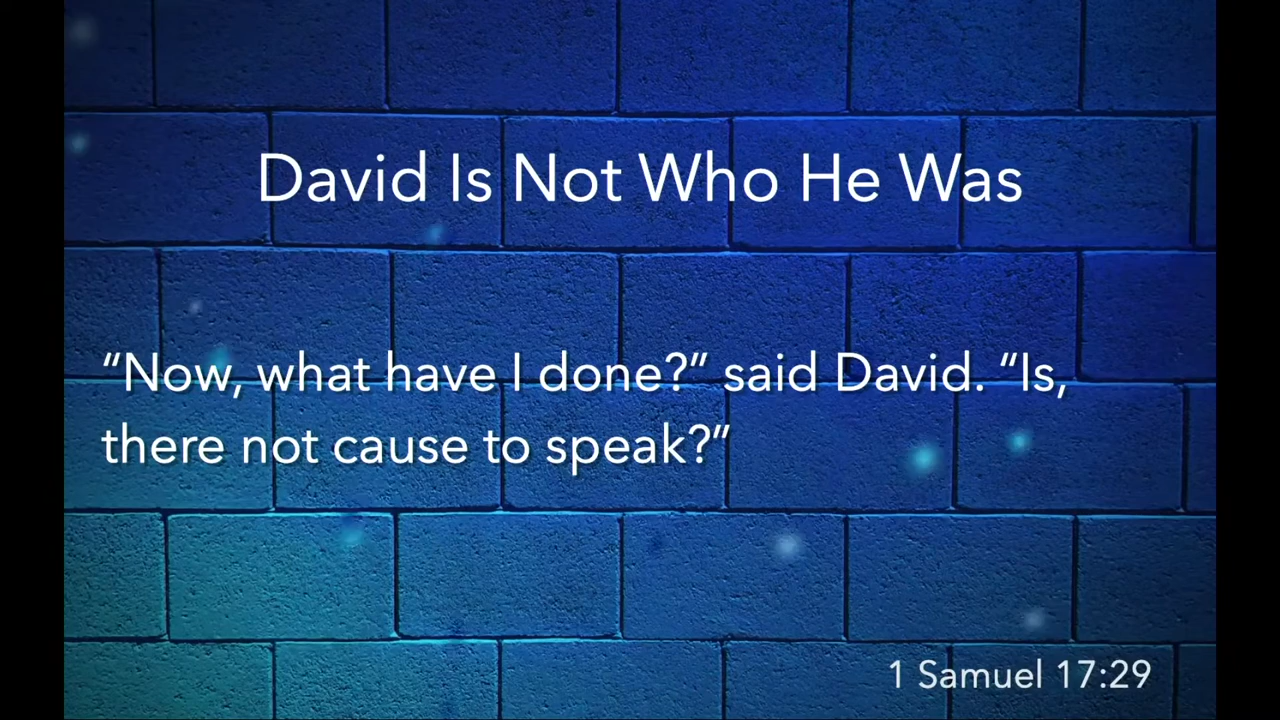 David Is Not Who He Was
“Now, what have I done?” said David. “Is,
there not cause to speak?”
1 Samuel 17:29